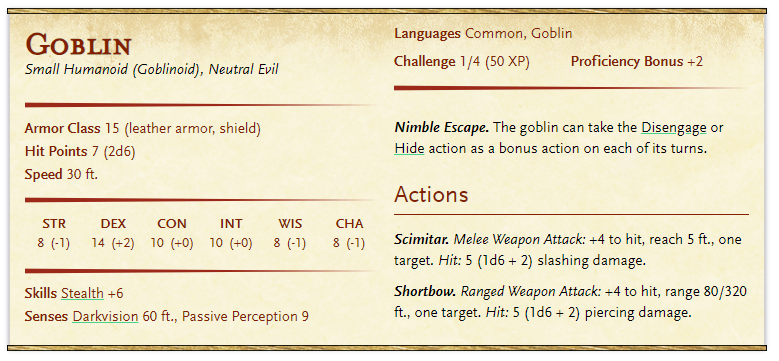 Goblin
Small Humanoid (Goblinoid), Neutral Evil
Armor Class 15 (leather armor, shield)
Hit Points 7 (2d6)
Speed 30 ft.
STR DEX CON INT WIS CHA
8 (-1) 14 (+2) 10 (+0) 10 (+0) 8 (-1) 8 (-1)
Skills Stealth +6
Senses Darkvision 60 ft., Passive Perception 9
Languages Common, Goblin
Challenge 1/4 (50 XP) Proficiency Bonus +2
Nimble Escape. The goblin can take the Disengage or
Hide action as a bonus action on each of its turns.
Actions
Scimitar. Melee Weapon Attack: +4 to hit, reach 5 ft., one
target. Hit: 5 (1d6 + 2) slashing damage.
Shortbow. Ranged Weapon Attack: +4 to hit, range 80/320
ft., one target. Hit: 5 (1d6 + 2) piercing damage.